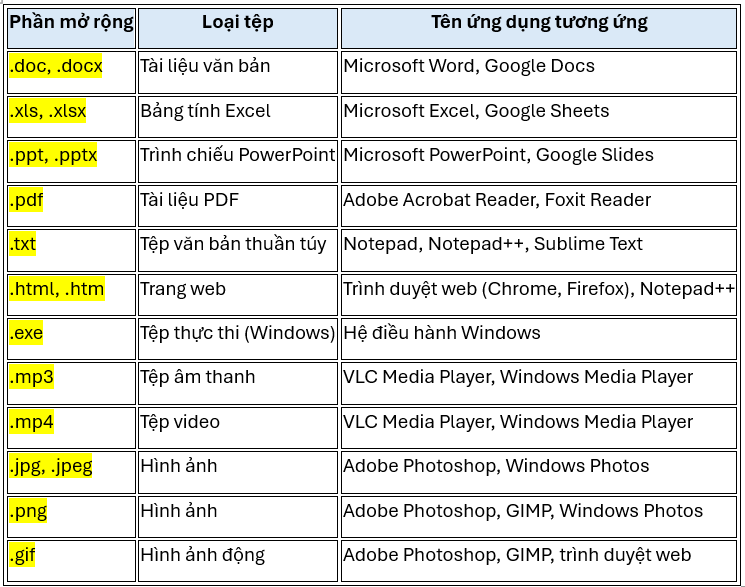 Phần mở rộng Loại tệp Tên ứng dụng tương ứng
.doc, .docx Tài liệu văn bản Microsoft Word, Google Docs
.xls, .xlsx Bảng tính Excel Microsoft Excel, Google Sheets
.ppt, .pptx Trình chiếu PowerPoint Microsoft PowerPoint, Google Slides
.pdf Tài liệu PDF Adobe Acrobat Reader, Foxit Reader
.txt Tệp văn bản thuần túy Notepad, Notepad++, Sublime Text
.html, .htm Trang web Trình duyệt web (Chrome, Firefox), Notepad++
.exe Tệp thực thi (Windows) Hệ điều hành Windows
.mp3 Tệp âm thanh VLC Media Player, Windows Media Player
.mp4 Tệp video VLC Media Player, Windows Media Player
.jpg, .jpeg Hình ảnh Adobe Photoshop, Windows Photos
.png Hình ảnh Adobe Photoshop, GIMP, Windows Photos
.gif Hình ảnh động Adobe Photoshop, GIMP, trình duyệt web